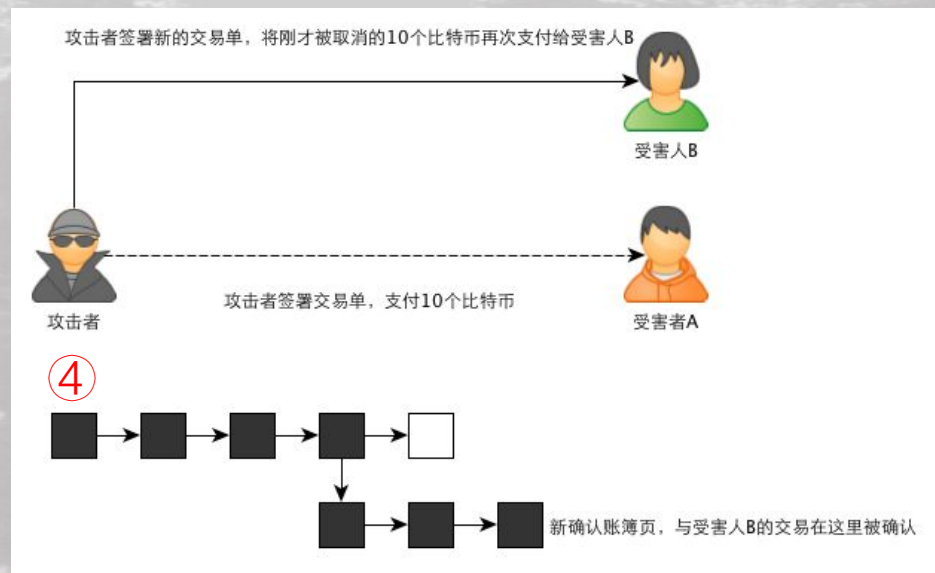 攻击者签署新的交易单，将刚才被取消的10个比特币再次支付给受害人B
受害人B
攻击者签署交易单，支付10个比特币
攻击者
受害者A
④
新确认账簿页，与受害人B的交易在这里被确认